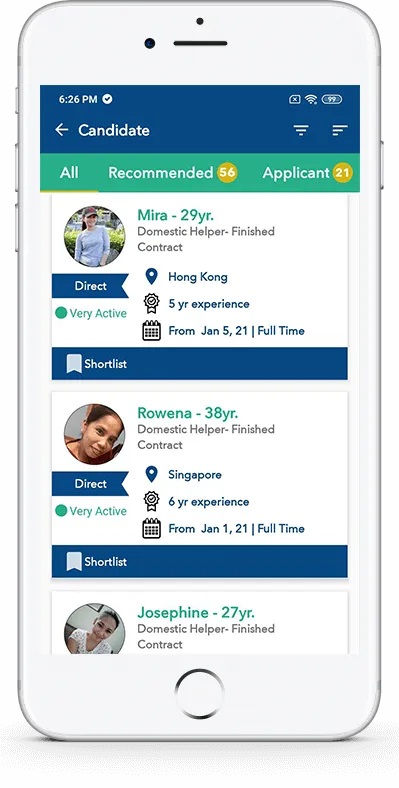 6:26 PM
99
Candidate
All Recommended 56 Applicant 21
Mira - 29yr.
Domestic Helper- Finished
Contract
Direct
Hong Kong
Very Active
5 yr experience
From Jan 5, 21 | Full Time
Shortlist
Rowena - 38yr.
Domestic Helper- Finished
Contract
Direct
Singapore
Very Active
6 yr experience
From Jan 1, 21 | Full Time
Shortlist
Josephine - 27yr.
Domestic Helper- Finished
Contract